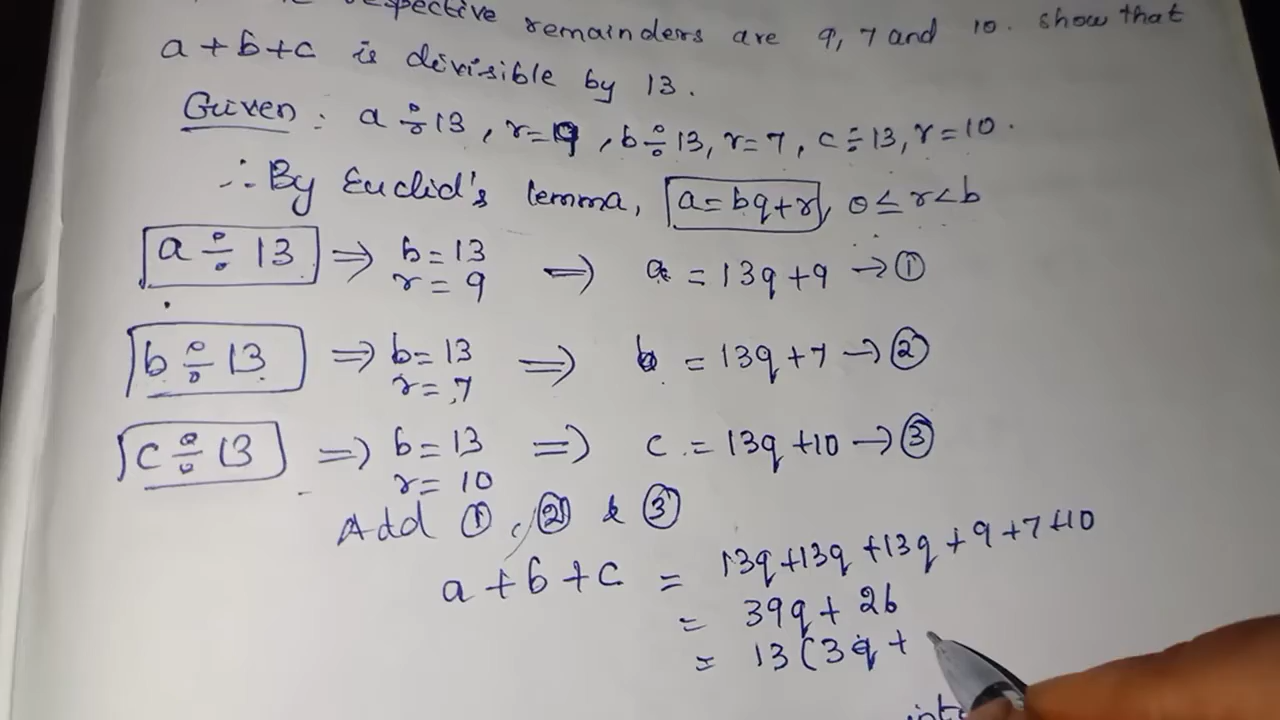 respective remainders are 9, 7 and 10. show that
a + b + c is divisible by 13.
Given : a ÷ 13, r = 9, b ÷ 13, r = 7, c ÷ 13, r = 10.
∴ By Euclid's lemma, a = bq + r, 0 ≤ r < b
a ÷ 13 ⇒ b = 13 r = 9 ⇒ a = 13q + 9 → ①
b ÷ 13 ⇒ b = 13 r = 7 ⇒ b = 13q + 7 → ②
c ÷ 13 ⇒ b = 13 r = 10 ⇒ c = 13q + 10 → ③
Add ①, ② & ③
a + b + c = 13q + 13q + 13q + 9 + 7 + 10
= 39q + 26
= 13 ( 3q +